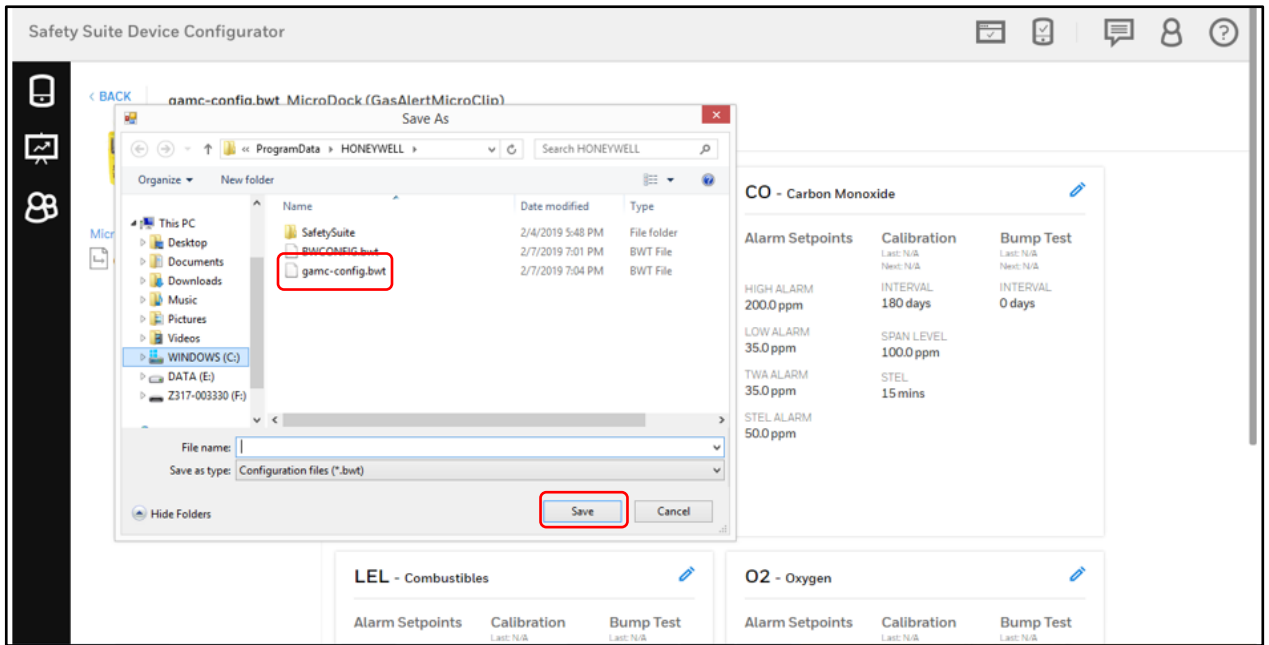 Safety Suite Device Configurator
< BACK
gamc-config.bwt MicroDock (GasAlertMicroClip)
Save As
« ProgramData HONEYWELL
Search HONEYWELL
Organize
New folder
Name
Date modified
Type
This PC
Desktop
Documents
Downloads
Music
Pictures
Videos
WINDOWS (C:)
DATA (E:)
Z317-003330 (F:)
SafetySuite 2/4/2019 5:48 PM File folder
BWCONFIG.bwt 2/7/2019 7:01 PM BWT File
gamc-config.bwt 2/7/2019 7:04 PM BWT File
File name:
Save as type: Configuration files (*.bwt)
Hide Folders
Save
Cancel
Micr
CO - Carbon Monoxide
Alarm Setpoints
HIGH ALARM
200.0 ppm
LOW ALARM
35.0 ppm
TWA ALARM
35.0 ppm
STEL ALARM
50.0 ppm
Calibration
Last: N/A
Next: N/A
INTERVAL
180 days
SPAN LEVEL
100.0 ppm
STEL
15 mins
Bump Test
Last: N/A
Next: N/A
INTERVAL
0 days
LEL - Combustibles
Alarm Setpoints
Calibration
Last: N/A
Bump Test
Last: N/A
O2 - Oxygen
Alarm Setpoints
Calibration
Last: N/A
Bump Test
Last: N/A